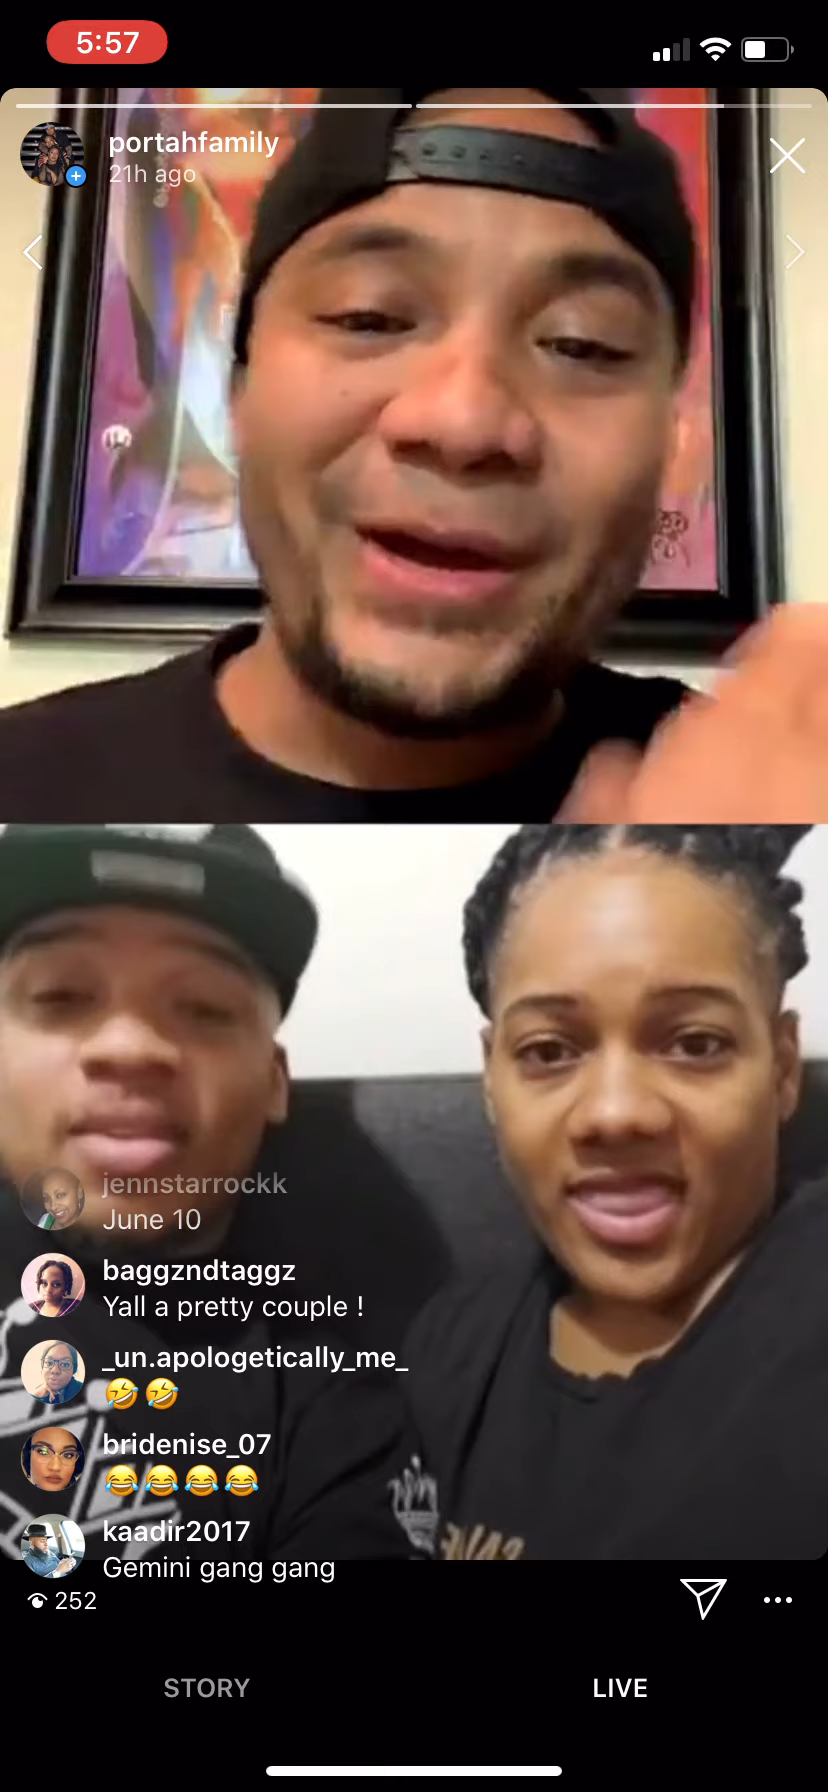 5:57
portahfamily
21h ago
jennstarrockk
June 10
baggzndtaggz
Yall a pretty couple !
_un.apologetically_me_
🤣🤣
bridenise_07
😂😂😂😂
kaadir2017
Gemini gang gang
252
STORY
LIVE